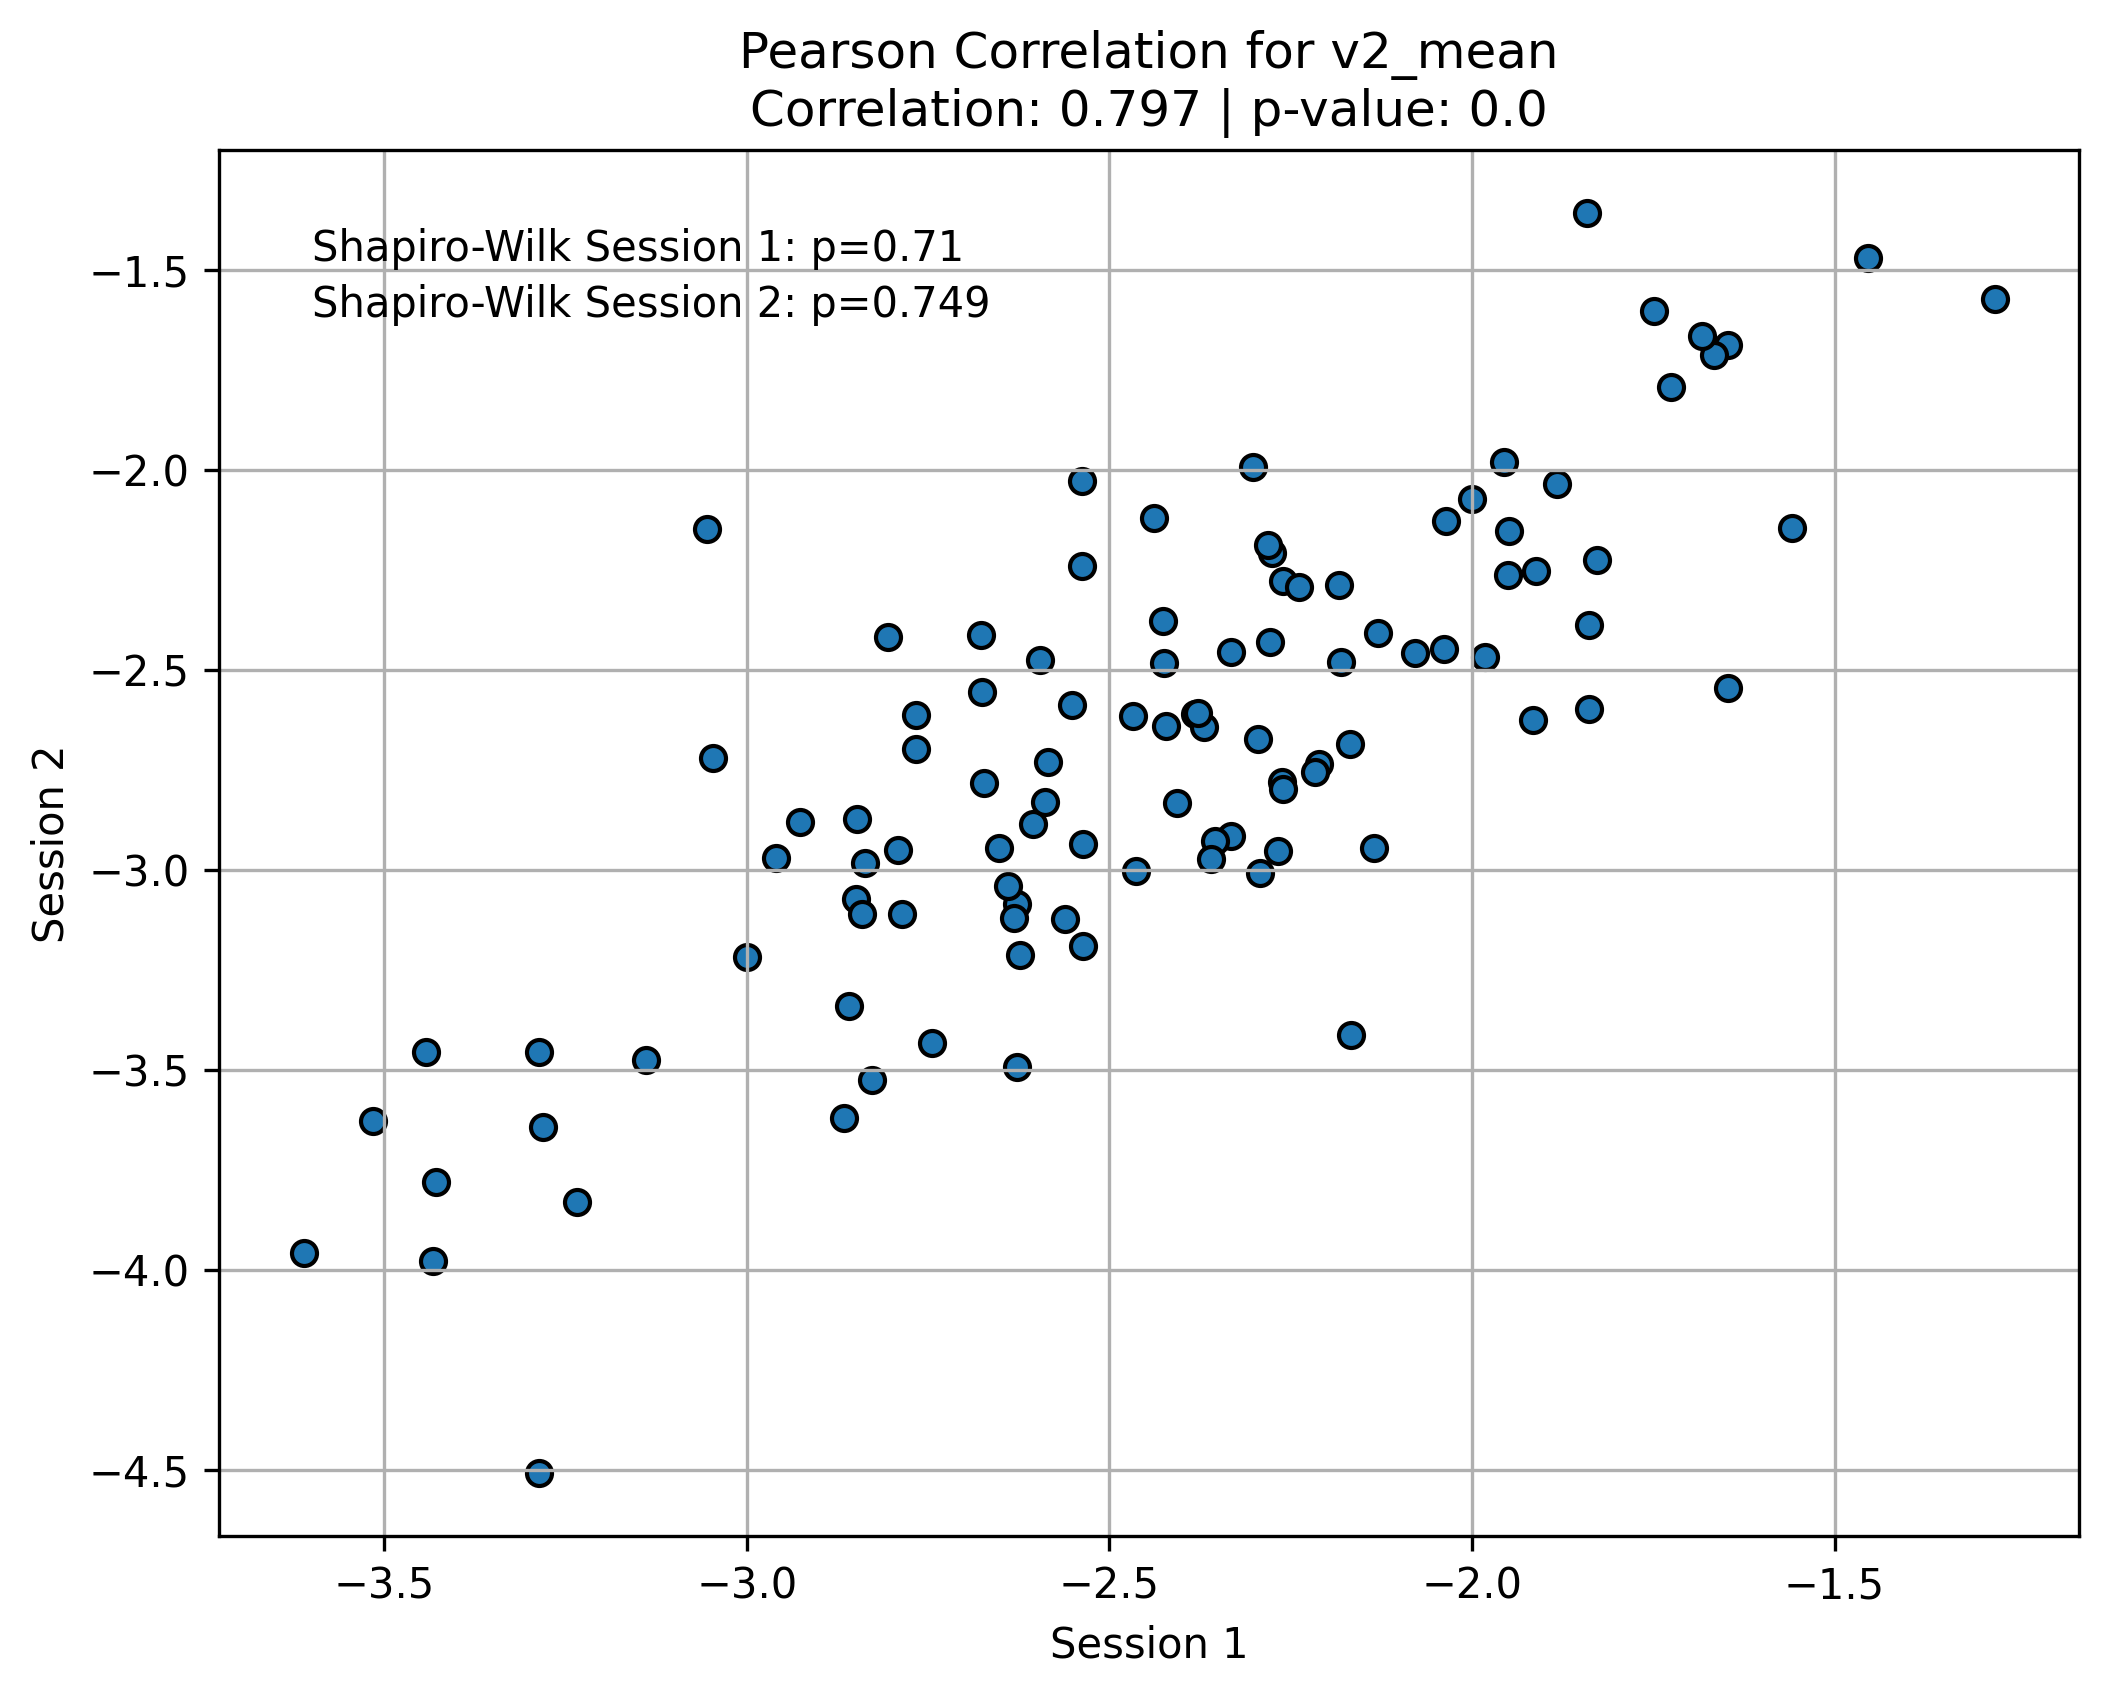 Pearson Correlation for v2_mean
Correlation: 0.797 | p-value: 0.0
Shapiro-Wilk Session 1: p=0.71
Shapiro-Wilk Session 2: p=0.749
−1.5
−2.0
−2.5
−3.0
−3.5
−4.0
−4.5
Session 2
−3.5 −3.0 −2.5 −2.0 −1.5
Session 1